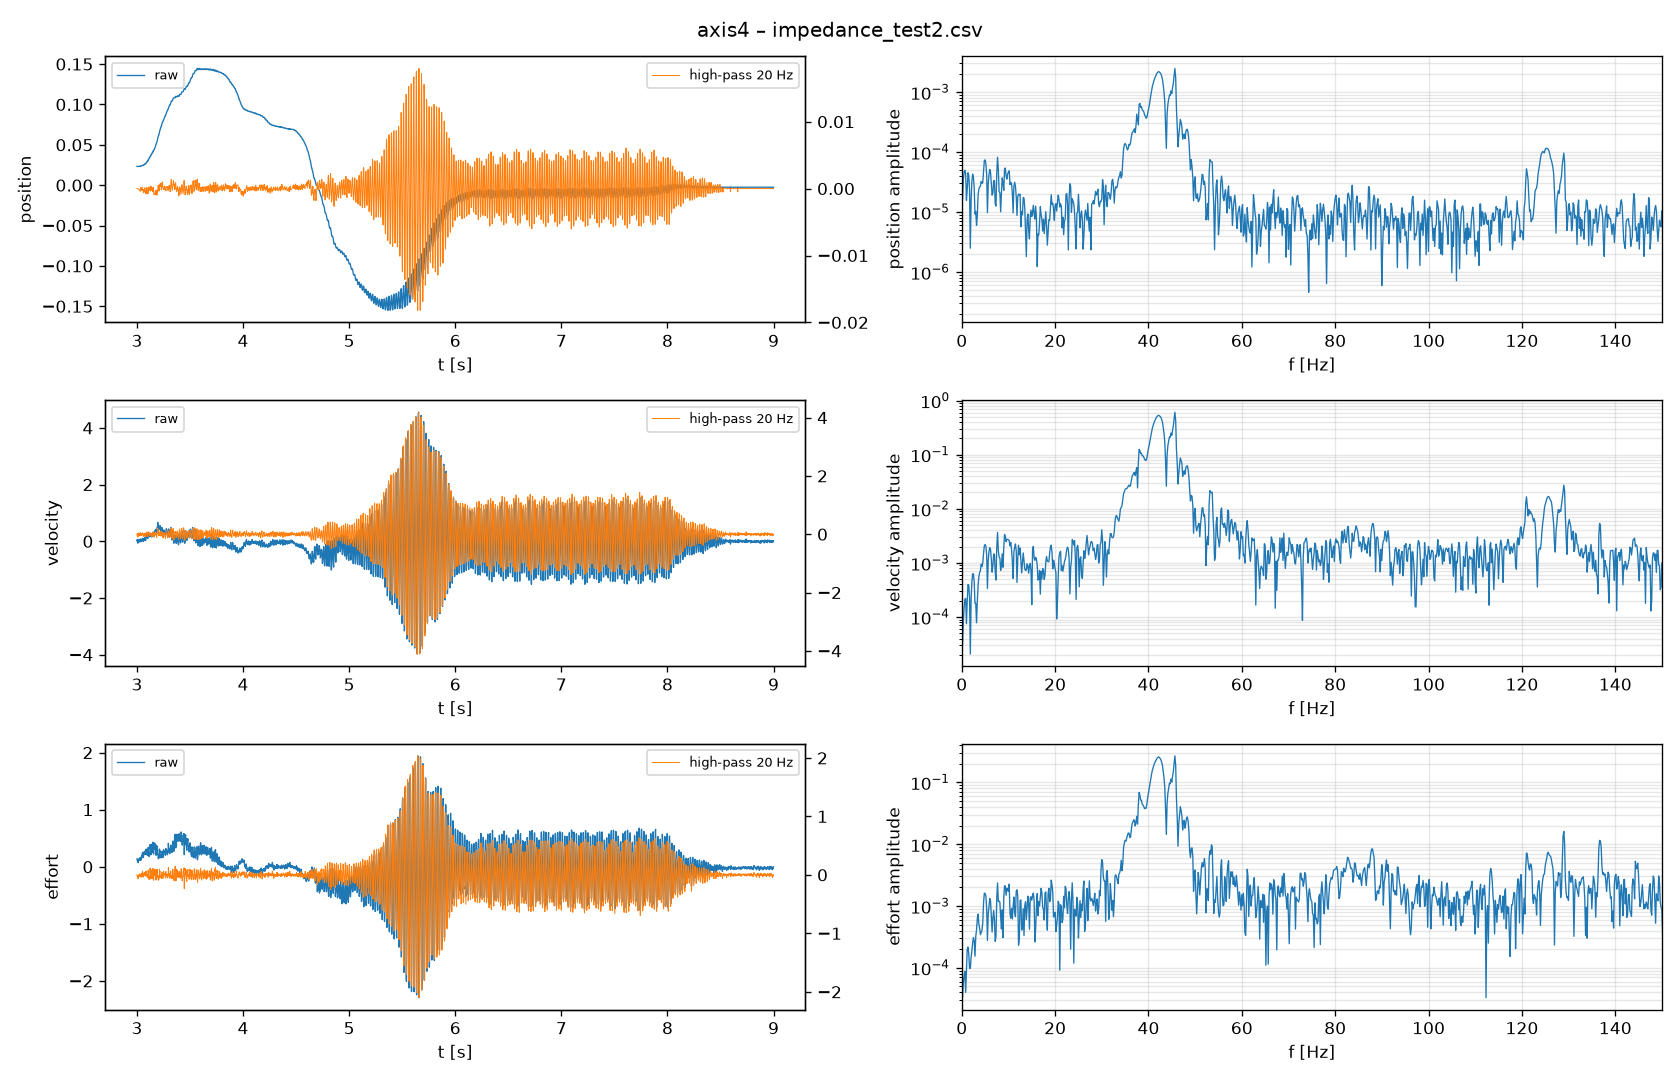 axis4 – impedance_test2.csv
raw
high-pass 20 Hz
position
0.15
0.10
0.05
0.00
−0.05
−0.10
−0.15
0.01
0.00
−0.01
−0.02
3 4 5 6 7 8 9
t [s]
position amplitude
10⁻³
10⁻⁴
10⁻⁵
10⁻⁶
0 20 40 60 80 100 120 140
f [Hz]
raw
high-pass 20 Hz
velocity
4
2
0
−2
−4
4
2
0
−2
−4
3 4 5 6 7 8 9
t [s]
velocity amplitude
10⁰
10⁻¹
10⁻²
10⁻³
10⁻⁴
0 20 40 60 80 100 120 140
f [Hz]
raw
high-pass 20 Hz
effort
2
1
0
−1
−2
2
1
0
−1
−2
3 4 5 6 7 8 9
t [s]
effort amplitude
10⁻¹
10⁻²
10⁻³
10⁻⁴
0 20 40 60 80 100 120 140
f [Hz]